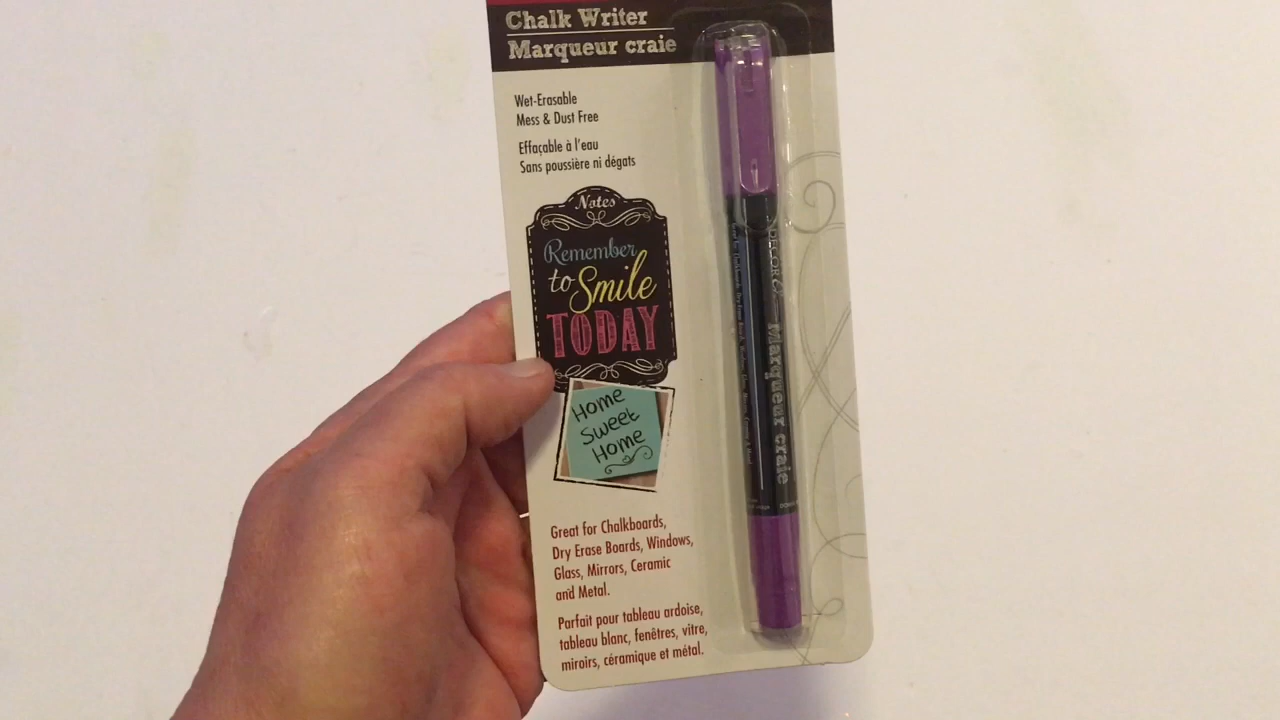 Chalk Writer
Marqueur craie
Wet-Erasable
Mess & Dust Free
Effaçable à l'eau
Sans poussière ni dégats
Notes
Remember
to Smile
TODAY
Home
Sweet
Home
Great for Chalkboards,
Dry Erase Boards, Windows,
Glass, Mirrors, Ceramic
and Metal.
Parfait pour tableau ardoise,
tableau blanc, fenêtres, vitre,
miroirs, céramique et métal.
Marqueur craie